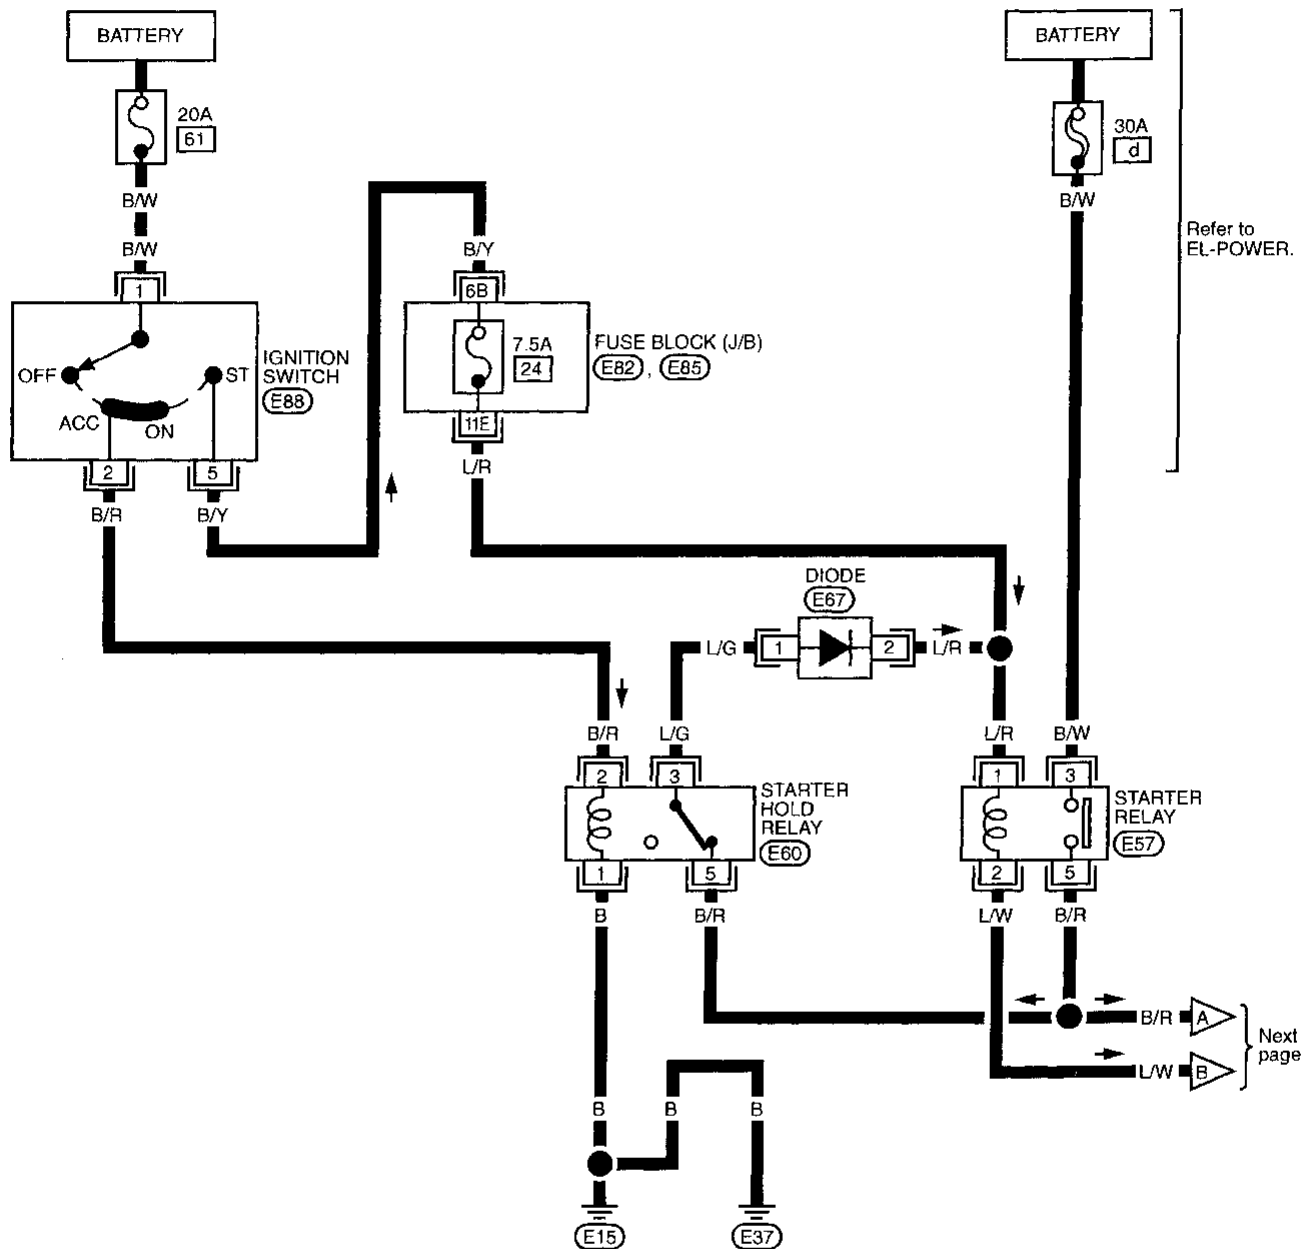 BATTERY
BATTERY
20A
61
30A
d
B/W
B/W
Refer to
EL-POWER.
B/W
B/Y
1
6B
IGNITION
SWITCH
E88
OFF
ST
ACC
ON
7.5A
24
FUSE BLOCK (J/B)
E82 , E85
11E
2
5
L/R
B/R
B/Y
DIODE
E67
L/G
1
2
L/R
B/R
L/G
L/R
B/W
2
3
STARTER
HOLD
RELAY
E60
1
3
STARTER
RELAY
E57
1
5
2
5
B
B/R
L/W
B/R
B/R
A
L/W
B
Next
page
B
B
B
E15
E37